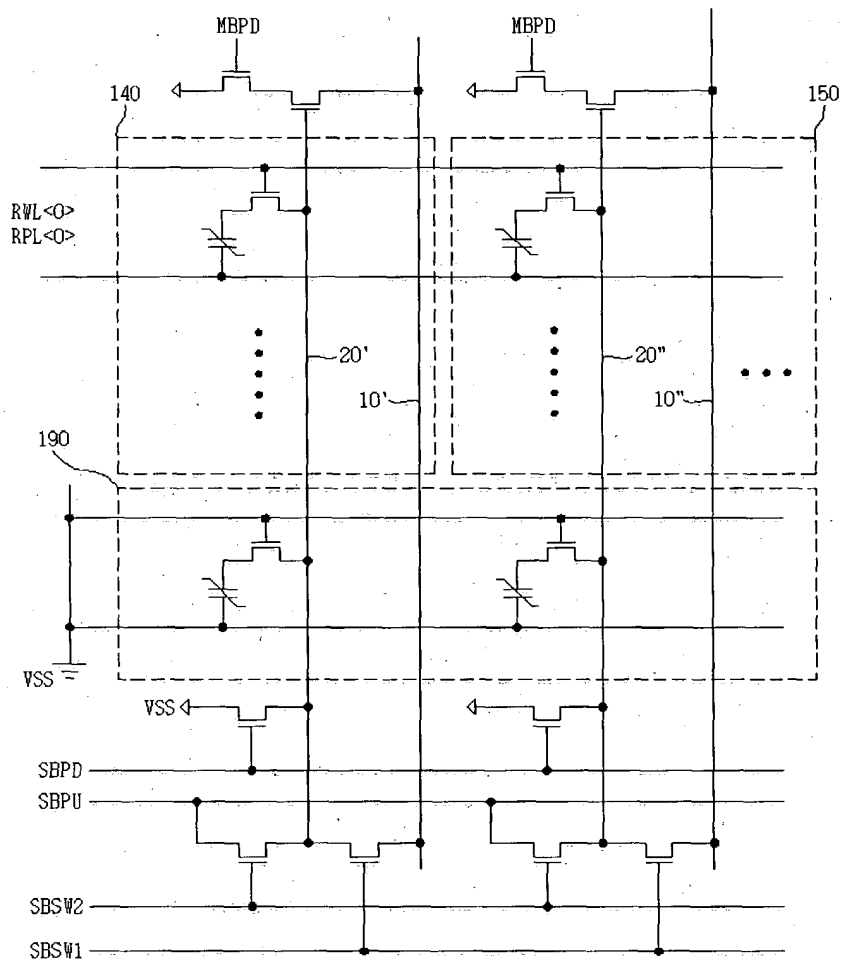 MBPD MBPD
140 150
RWL<0>
RPL<0>
20' 20"
10' 10"
190
VSS
VSS
SBPD
SBPU
SBSW2
SBSW1